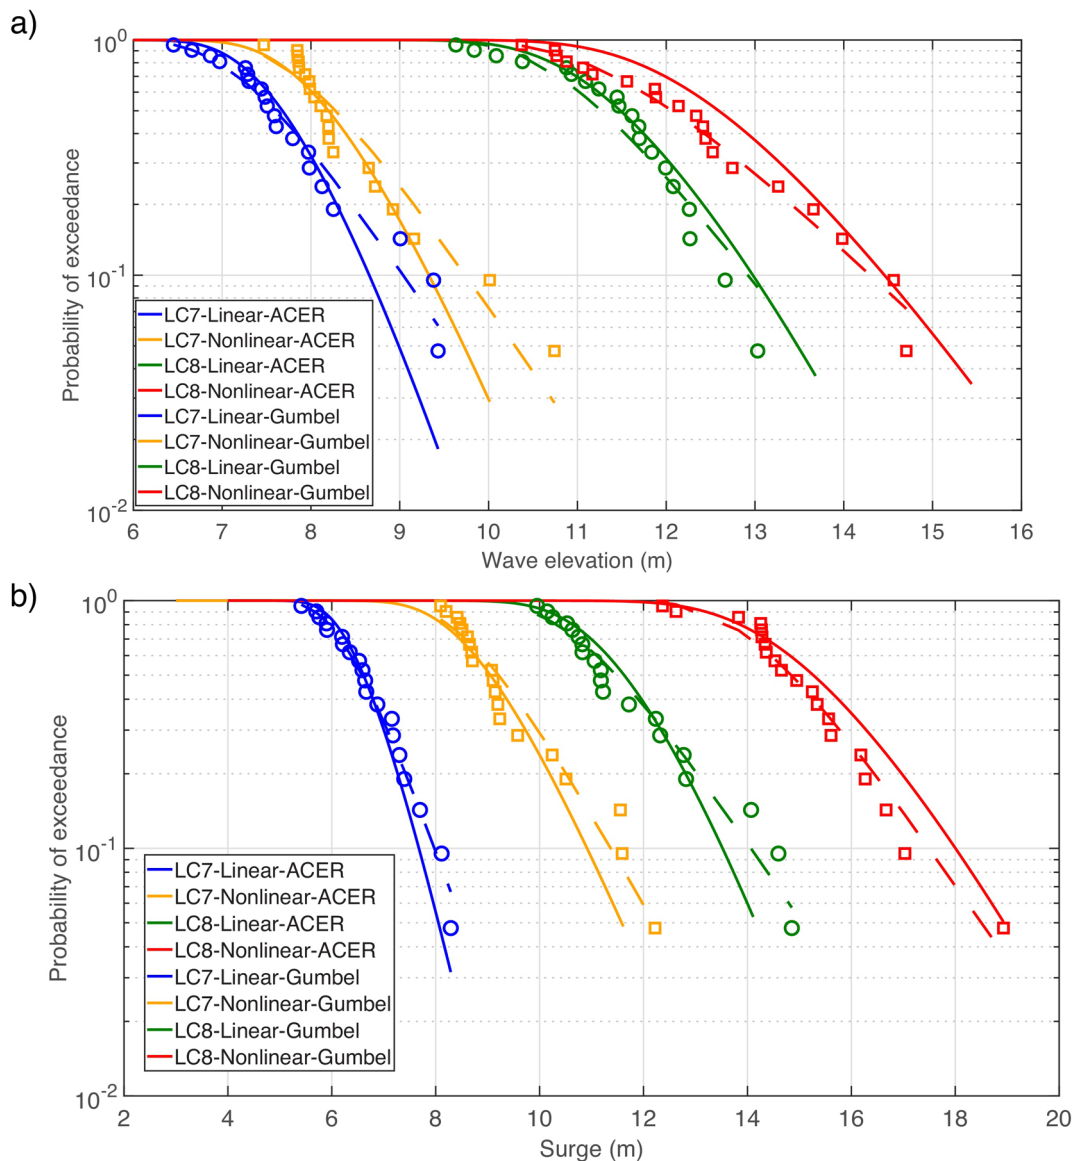 a)
10^0
10^-1
10^-2
Probability of exceedance
LC7-Linear-ACER
LC7-Nonlinear-ACER
LC8-Linear-ACER
LC8-Nonlinear-ACER
LC7-Linear-Gumbel
LC7-Nonlinear-Gumbel
LC8-Linear-Gumbel
LC8-Nonlinear-Gumbel
6 7 8 9 10 11 12 13 14 15 16
Wave elevation (m)
b)
10^0
10^-1
10^-2
Probability of exceedance
LC7-Linear-ACER
LC7-Nonlinear-ACER
LC8-Linear-ACER
LC8-Nonlinear-ACER
LC7-Linear-Gumbel
LC7-Nonlinear-Gumbel
LC8-Linear-Gumbel
LC8-Nonlinear-Gumbel
2 4 6 8 10 12 14 16 18 20
Surge (m)